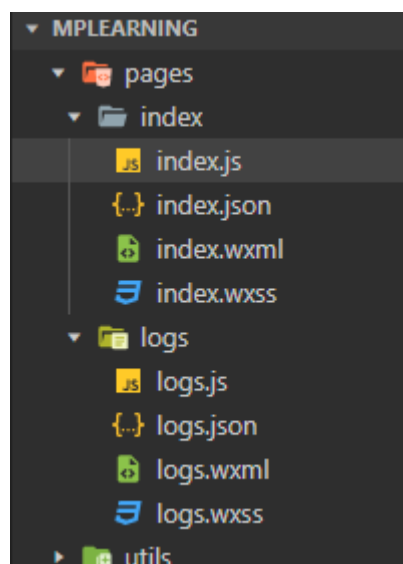 MPLEARNING
pages
index
index.js
index.json
index.wxml
index.wxss
logs
logs.js
logs.json
logs.wxml
logs.wxss
utils